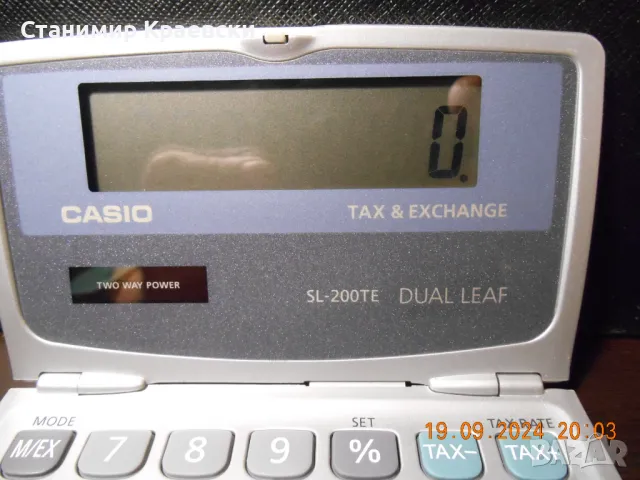 Станимир Краевски
0.
CASIO
TAX & EXCHANGE
TWO WAY POWER
SL-200TE DUAL LEAF
MODE SET TAX RATE
M/EX 7 8 9 % TAX- TAX+
19.09.2024 20:03
bazar